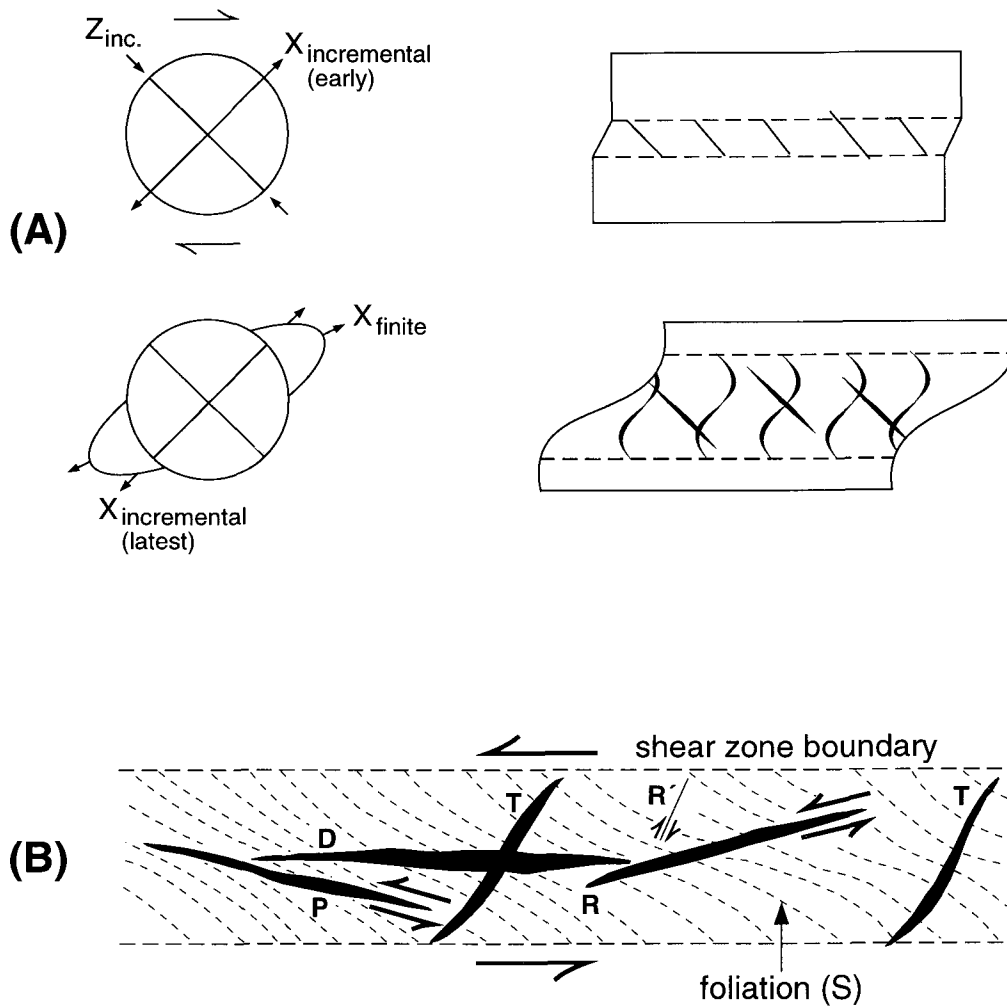 Z inc.
X incremental
(early)
(A)
X finite
X incremental
(latest)
shear zone boundary
T
R´
T
D
(B)
P
R
foliation (S)